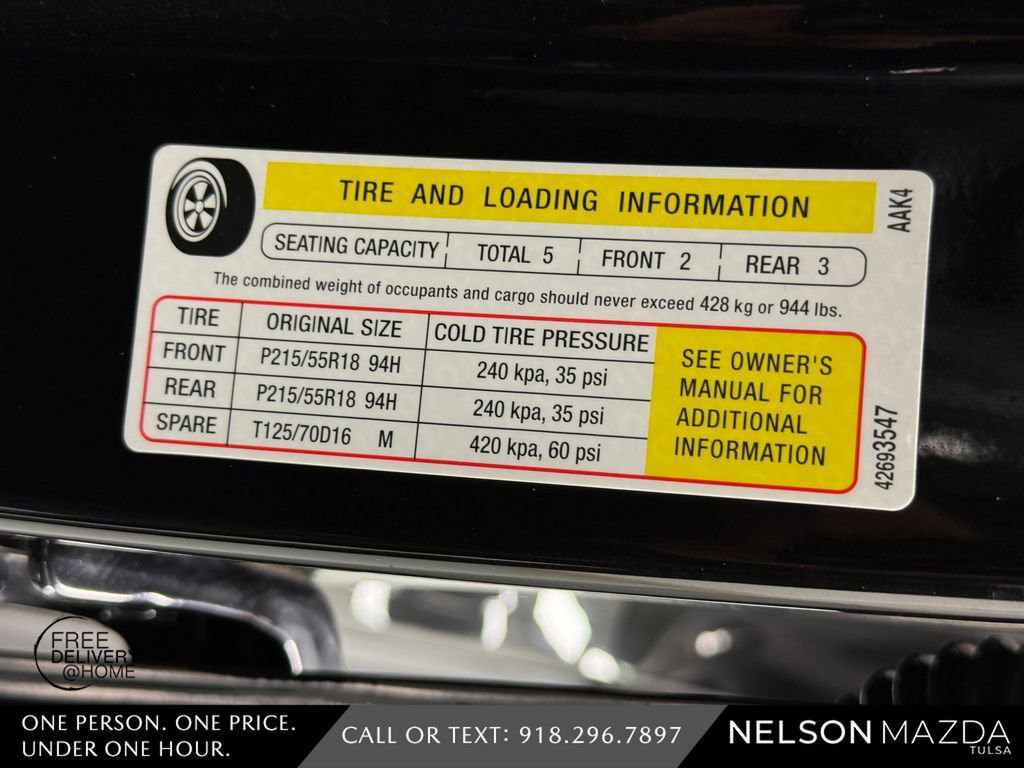 TIRE AND LOADING INFORMATION
AAK4
SEATING CAPACITY TOTAL 5 FRONT 2 REAR 3
The combined weight of occupants and cargo should never exceed 428 kg or 944 lbs.
TIRE ORIGINAL SIZE COLD TIRE PRESSURE
FRONT P215/55R18 94H 240 kpa, 35 psi
REAR P215/55R18 94H 240 kpa, 35 psi
SPARE T125/70D16 M 420 kpa, 60 psi
SEE OWNER'S
MANUAL FOR
ADDITIONAL
INFORMATION
42693547
FREE
DELIVERY
@HOME
ONE PERSON. ONE PRICE.
UNDER ONE HOUR.
CALL OR TEXT: 918.296.7897
NELSON MAZDA
TULSA